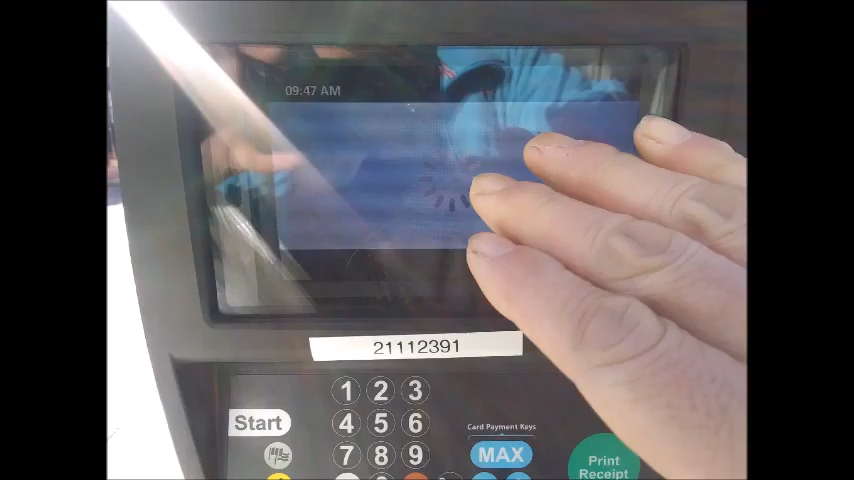 09:47 AM
21112391
1 2 3
Start
4 5 6
Card Payment Keys
7 8 9
MAX
Print
Receipt